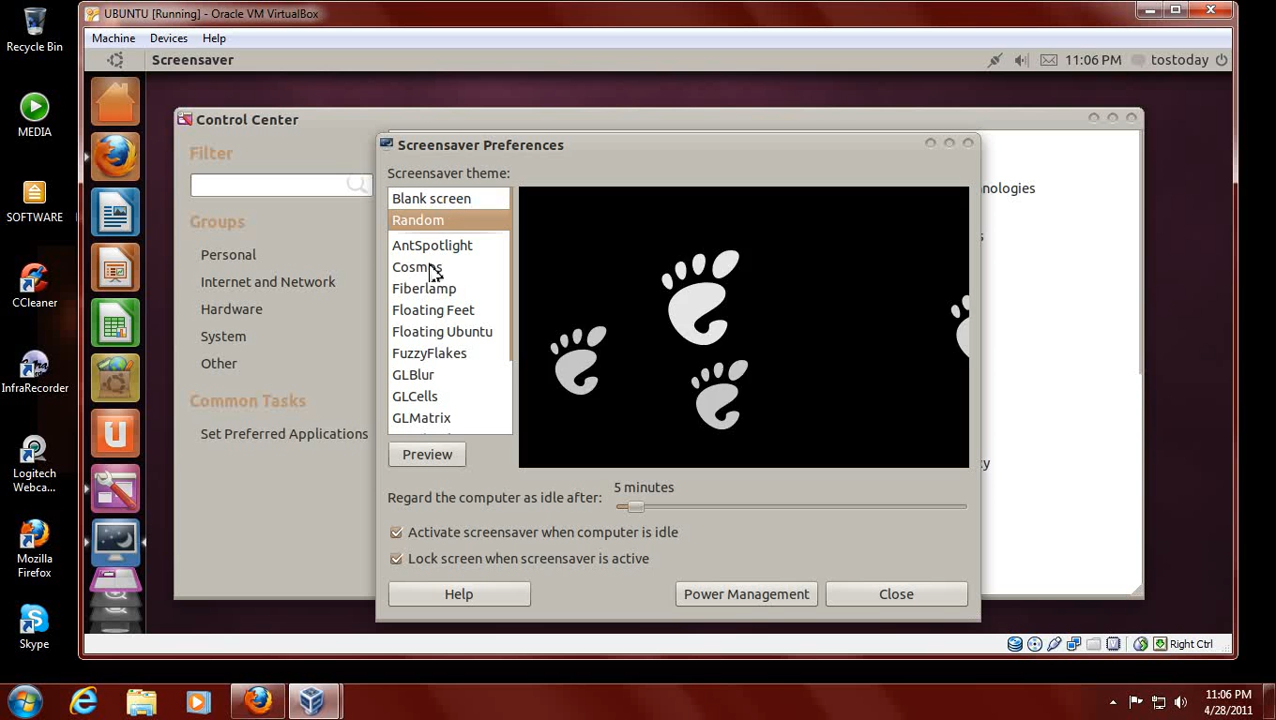 UBUNTU [Running] - Oracle VM VirtualBox
Recycle Bin
Machine Devices Help
Screensaver
11:06 PM
tostoday
Control Center
Filter
Screensaver Preferences
Screensaver theme:
MEDIA
Blank screen
Random
AntSpotlight
Cosmos
Fiberlamp
Floating Feet
Floating Ubuntu
FuzzyFlakes
GLBlur
GLCells
GLMatrix
nologies
SOFTWARE
Groups
Personal
Internet and Network
Hardware
System
Other
CCleaner
InfraRecorder
Common Tasks
Set Preferred Applications
Preview
Regard the computer as idle after:
5 minutes
Logitech
Webca...
Activate screensaver when computer is idle
Lock screen when screensaver is active
Help
Power Management
Close
Mozilla
Firefox
Skype
Right Ctrl
11:06 PM
4/28/2011